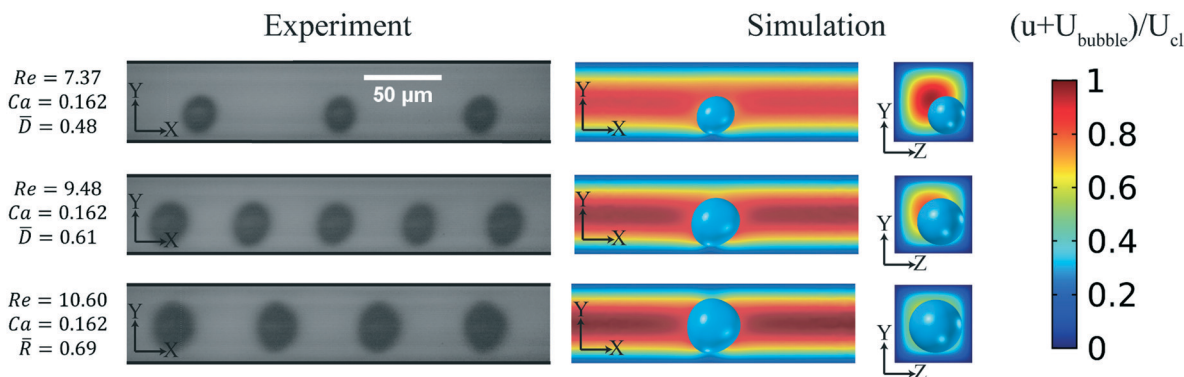 Experiment
Simulation
(u+U_bubble)/U_cl
Re = 7.37
Ca = 0.162
D̄ = 0.48
Y
X
50 µm
Y
X
Y
Z
Re = 9.48
Ca = 0.162
D̄ = 0.61
Y
X
Y
X
Y
Z
Re = 10.60
Ca = 0.162
R̄ = 0.69
Y
X
Y
X
Y
Z
1
0.8
0.6
0.4
0.2
0